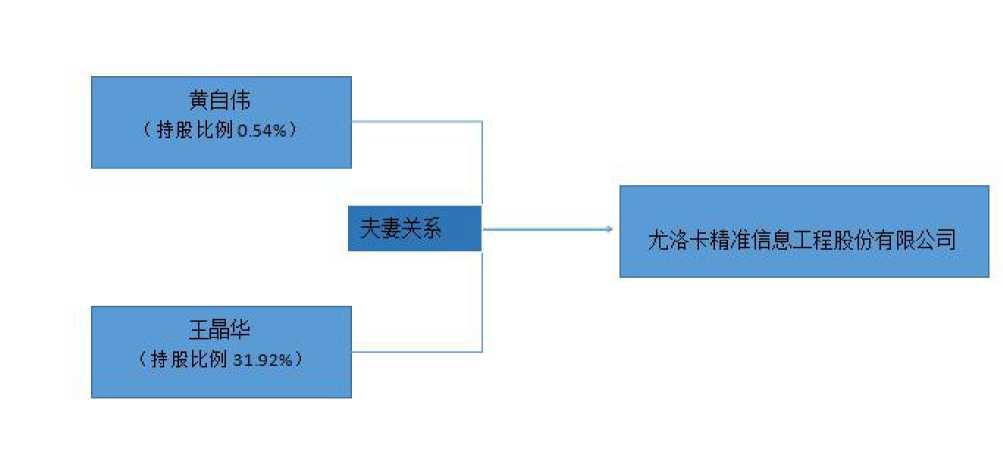 黄自伟
（持股比例 0.54%）
夫妻关系
尤洛卡精准信息工程股份有限公司
王晶华
（持股比例 31.92%）